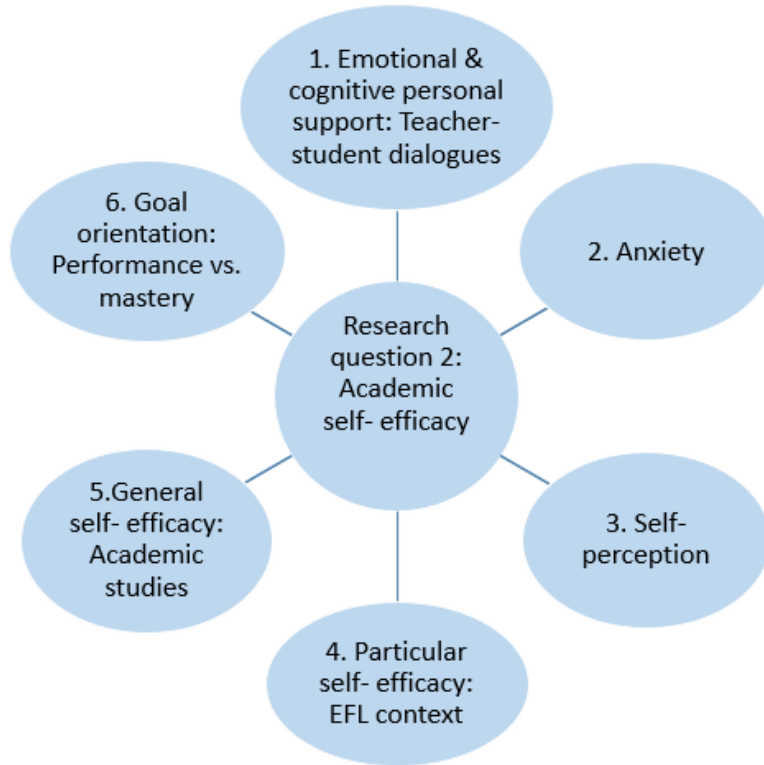 1. Emotional &
cognitive personal
support: Teacher-
student dialogues
2. Anxiety
3. Self-
perception
4. Particular
self- efficacy:
EFL context
5.General
self- efficacy:
Academic
studies
6. Goal
orientation:
Performance vs.
mastery
Research
question 2:
Academic
self- efficacy